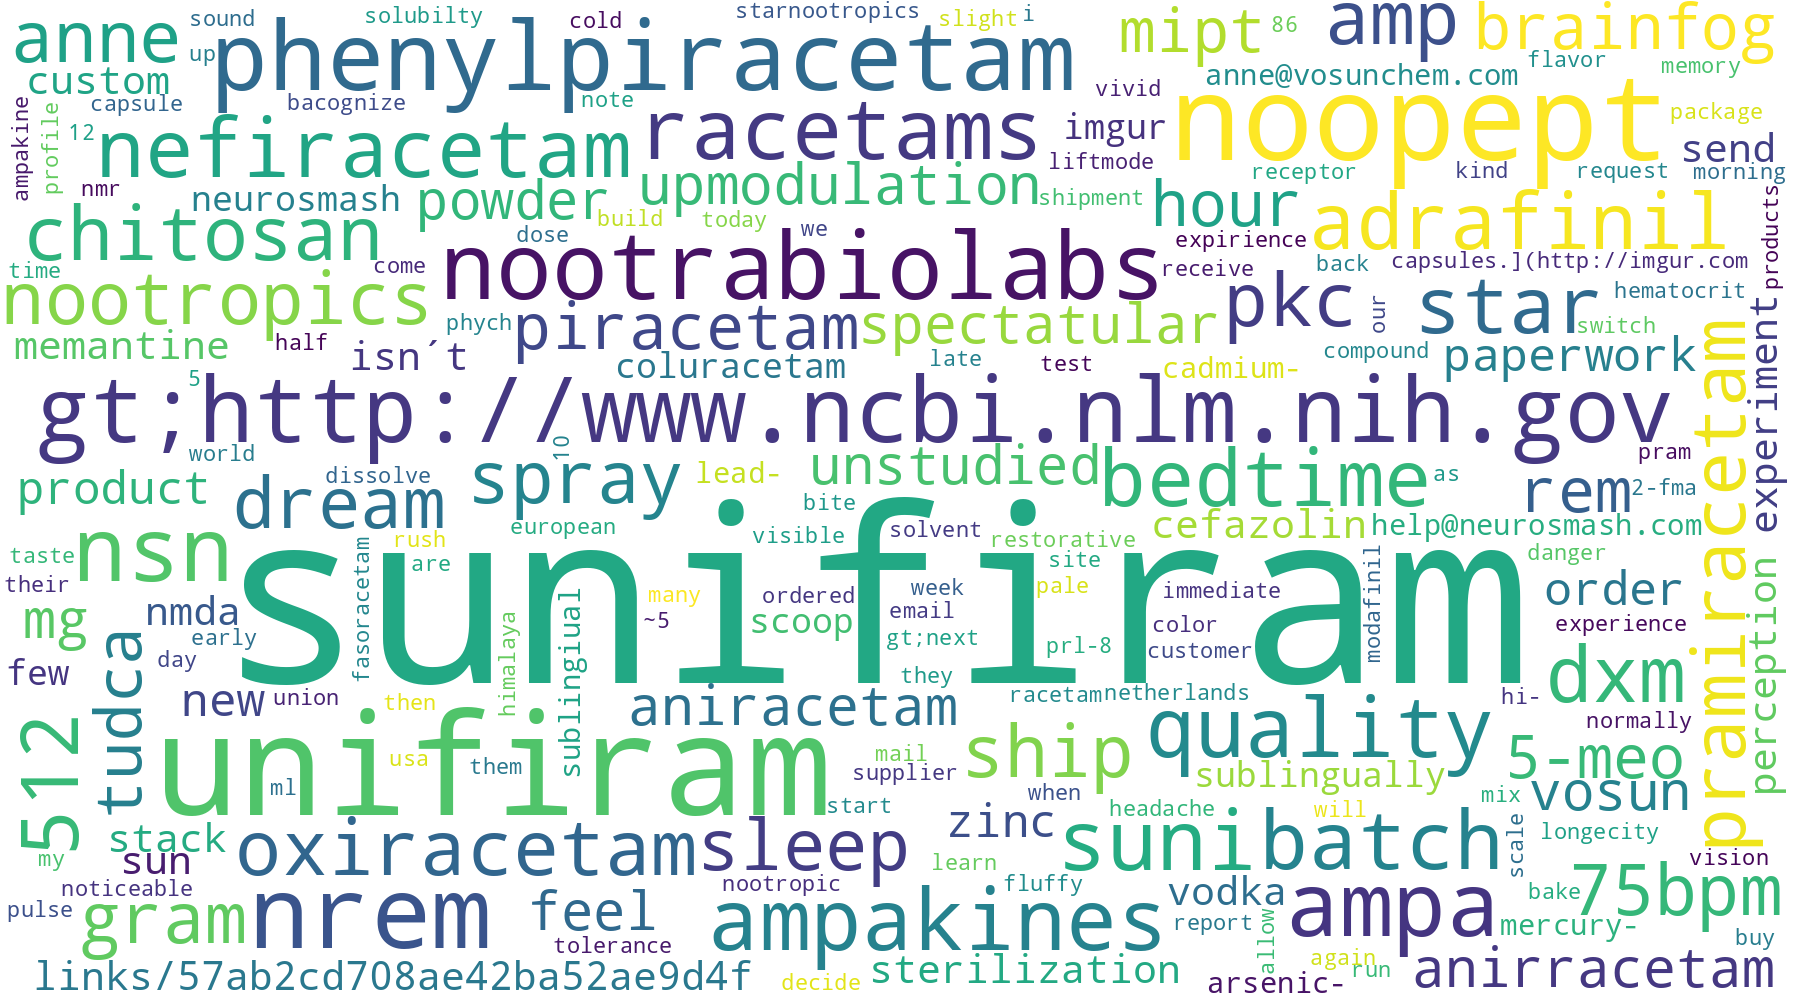 sound
solubilty
cold
starnootropics
slight
i
mipt
86
amp
brainfog
anne
up
phenylpiracetam
anne@vosunchem.com
flavor
memory
custom
capsule
bacognize
note
vivid
noopept
package
ampakine
profile
12
nefiracetam
racetams
imgur
liftmode
send
nmr
neurosmash
powder
upmodulation
shipment
receptor
kind
request
morning
build
today
hour
adrafinil
products
chitosan
dose
we
expirience
time
come
nootrabiolabs
receive
back
capsules.](http://imgur.com
nootropics
phych
piracetam
spectatular
pkc
our
star
hematocrit
switch
memantine
half
isn´t
coluracetam
late
test
cadmium-
compound
paperwork
experiment
5
gt;http://www.ncbi.nlm.nih.gov
pramiracetam
world
10
pram
product
dream
dissolve
spray
lead-
unstudied
bedtime
as
rem
2-fma
bite
nsn
european
visible
solvent
restorative
cefazolin
help@neurosmash.com
taste
rush
are
site
danger
their
fasoracetam
sunifiram
modafinil
perception
mg
nmda
sublingiual
many
ordered
week
pale
immediate
order
early
~5
scoop
email
gt;next
prl-8
color
customer
experience
few
day
himalaya
they
dxm
tudca
new
union
then
aniracetam
racetam
netherlands
hi-
normally
512
unifiram
usa
them
mail
supplier
ship
quality
sublingually
5-meo
ml
start
when
headache
will
mix
vosun
my
stack
oxiracetam
sleep
zinc
suni
batch
scale
longecity
sun
learn
vision
noticeable
nootropic
fluffy
vodka
bake
75bpm
pulse
gram
nrem
feel
ampakines
report
allow
ampa
mercury-
buy
tolerance
again
links/57ab2cd708ae42ba52ae9d4f
decide
sterilization
arsenic-
run
anirracetam